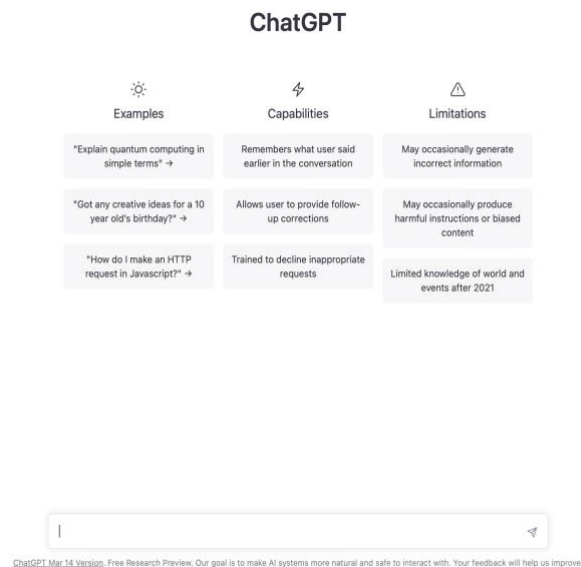 ChatGPT
Examples
"Explain quantum computing in
simple terms" →
"Got any creative ideas for a 10
year old's birthday?" →
"How do I make an HTTP
request in Javascript?" →
Capabilities
Remembers what user said
earlier in the conversation
Allows user to provide follow-
up corrections
Trained to decline inappropriate
requests
Limitations
May occasionally generate
incorrect information
May occasionally produce
harmful instructions or biased
content
Limited knowledge of world and
events after 2021
ChatGPT Mar 14 Version. Free Research Preview. Our goal is to make AI systems more natural and safe to interact with. Your feedback will help us improve